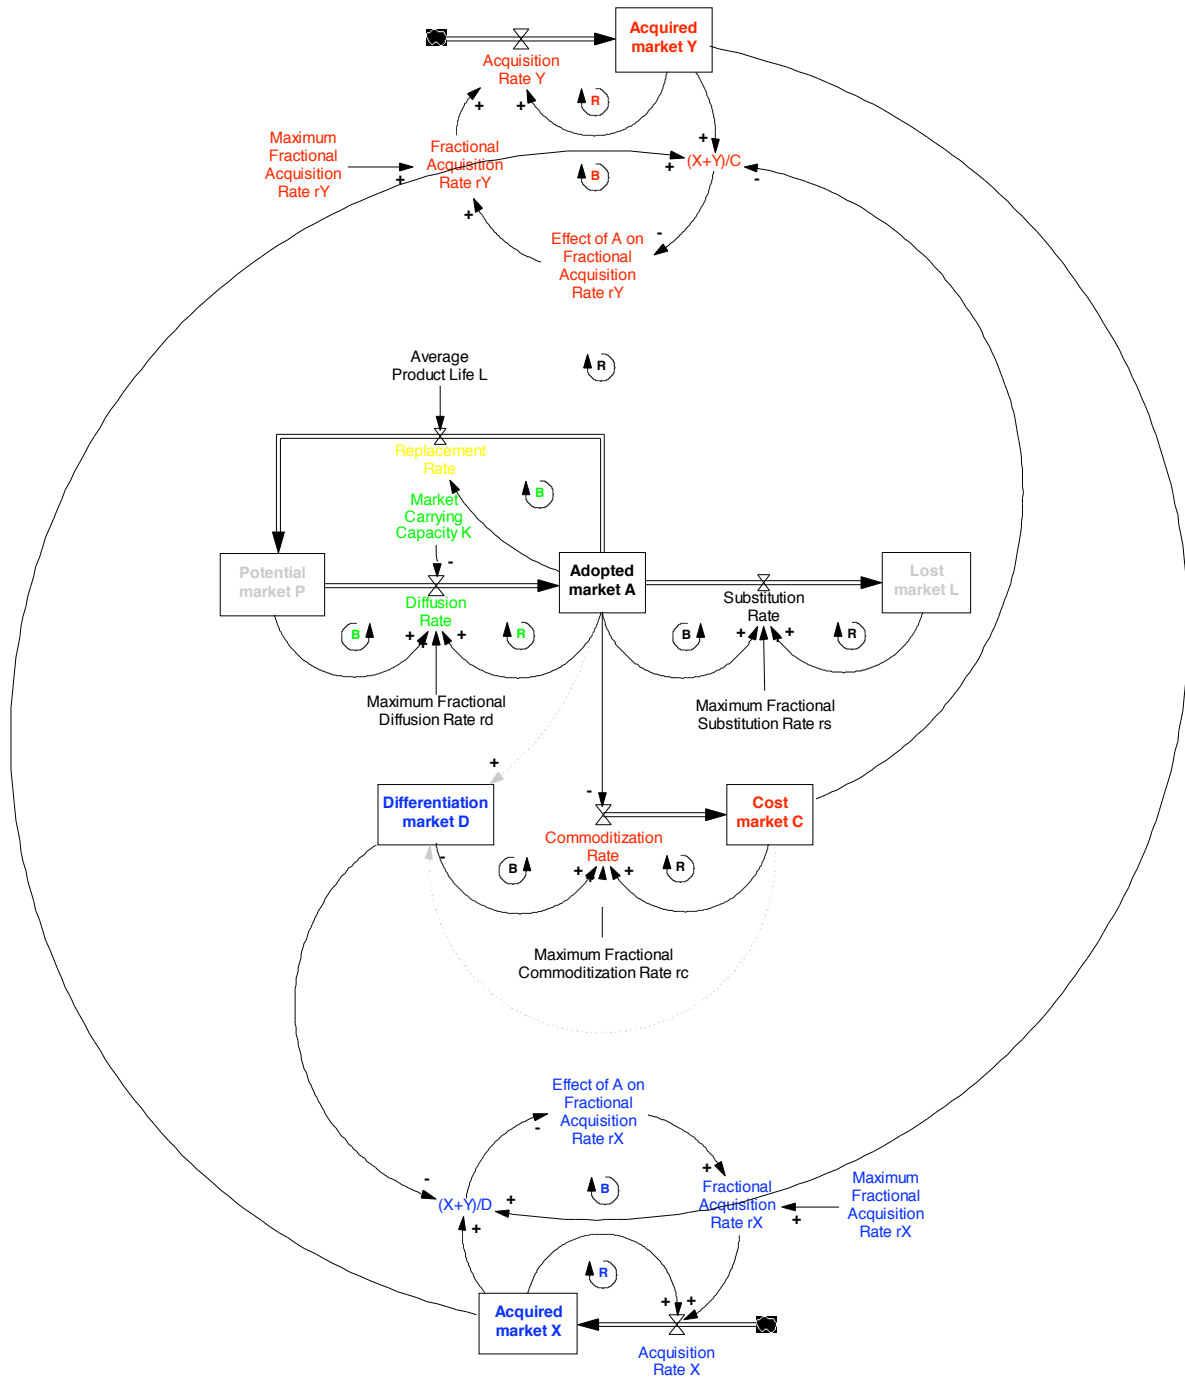 Acquired
market Y
Acquisition
Rate Y
R
+
+
Maximum
Fractional
Acquisition
Rate rY
+
Fractional
Acquisition
Rate rY
+
B
+
+
(X+Y)/C
-
-
Effect of A on
Fractional
Acquisition
Rate rY
Average
Product Life L
R
Replacement
Rate
B
Market
Carrying
Capacity K
-
Potential
market P
Adopted
market A
Lost
market L
Diffusion
Rate
Substitution
Rate
B
+
+
+
R
B
+
+
R
Maximum Fractional
Diffusion Rate rd
Maximum Fractional
Substitution Rate rs
+
-
Differentiation
market D
Cost
market C
Commoditization
Rate
-
B
+
+
+
R
Maximum Fractional
Commoditization Rate rc
Effect of A on
Fractional
Acquisition
Rate rX
-
+
-
B
(X+Y)/D
+
+
Fractional
Acquisition
Rate rX
+
Maximum
Fractional
Acquisition
Rate rX
R
+
+
Acquired
market X
Acquisition
Rate X